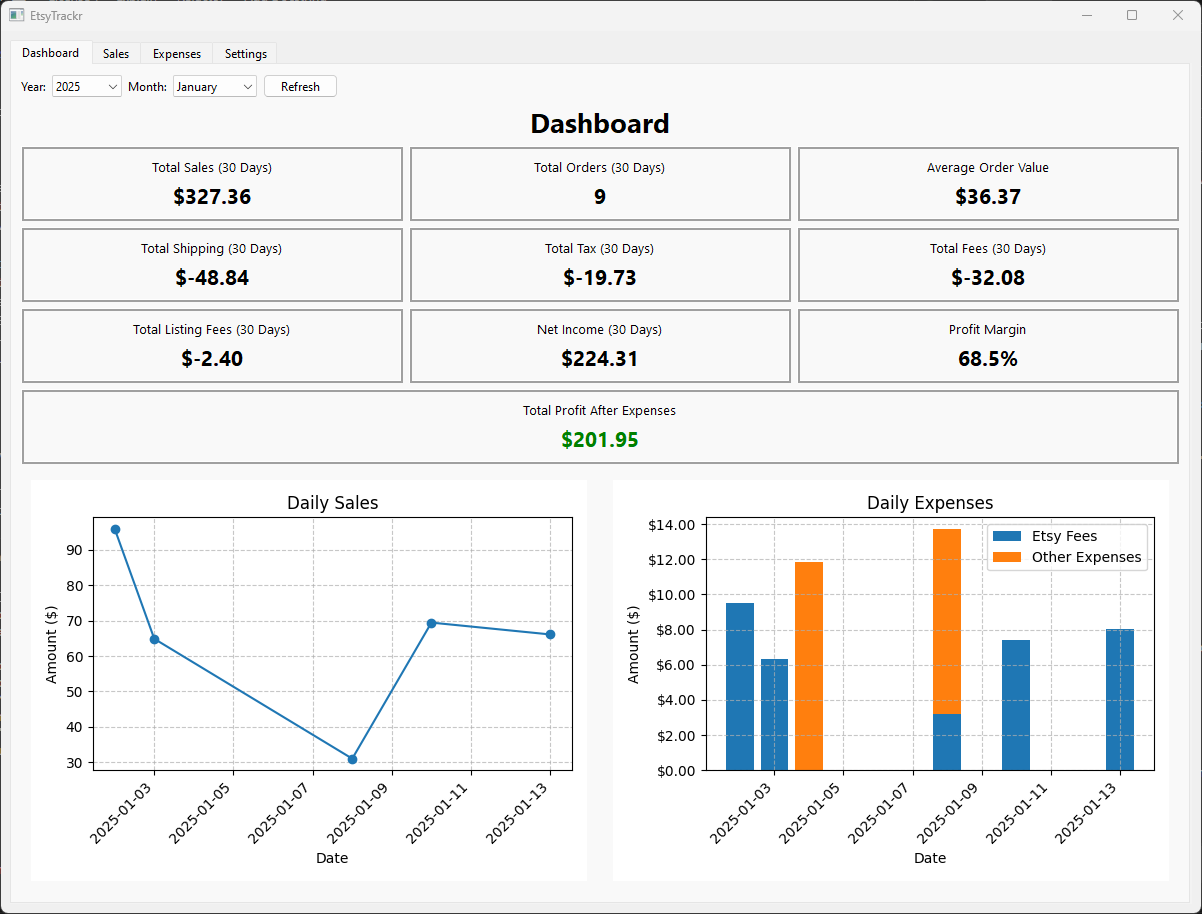 EtsyTrackr
Dashboard Sales Expenses Settings
Year: 2025 Month: January Refresh
Dashboard
Total Sales (30 Days)
$327.36
Total Orders (30 Days)
9
Average Order Value
$36.37
Total Shipping (30 Days)
$-48.84
Total Tax (30 Days)
$-19.73
Total Fees (30 Days)
$-32.08
Total Listing Fees (30 Days)
$-2.40
Net Income (30 Days)
$224.31
Profit Margin
68.5%
Total Profit After Expenses
$201.95
Daily Sales
Amount ($)
90
80
70
60
50
40
30
2025-01-03
2025-01-05
2025-01-07
2025-01-09
2025-01-11
2025-01-13
Date
Daily Expenses
Etsy Fees
Other Expenses
Amount ($)
$14.00
$12.00
$10.00
$8.00
$6.00
$4.00
$2.00
$0.00
2025-01-03
2025-01-05
2025-01-07
2025-01-09
2025-01-11
2025-01-13
Date